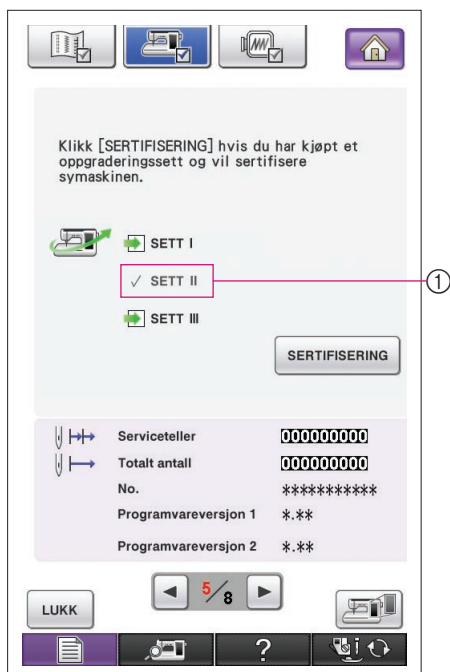 Klikk [SERTIFISERING] hvis du har kjøpt et
oppgraderingssett og vil sertifisere
symaskinen.
SETT I
✓ SETT II
①
SETT III
SERTIFISERING
Serviceteller 000000000
Totalt antall 000000000
No. ***********
Programvareversjon 1 *.**
Programvareversjon 2 *.**
LUKK
5/8
?